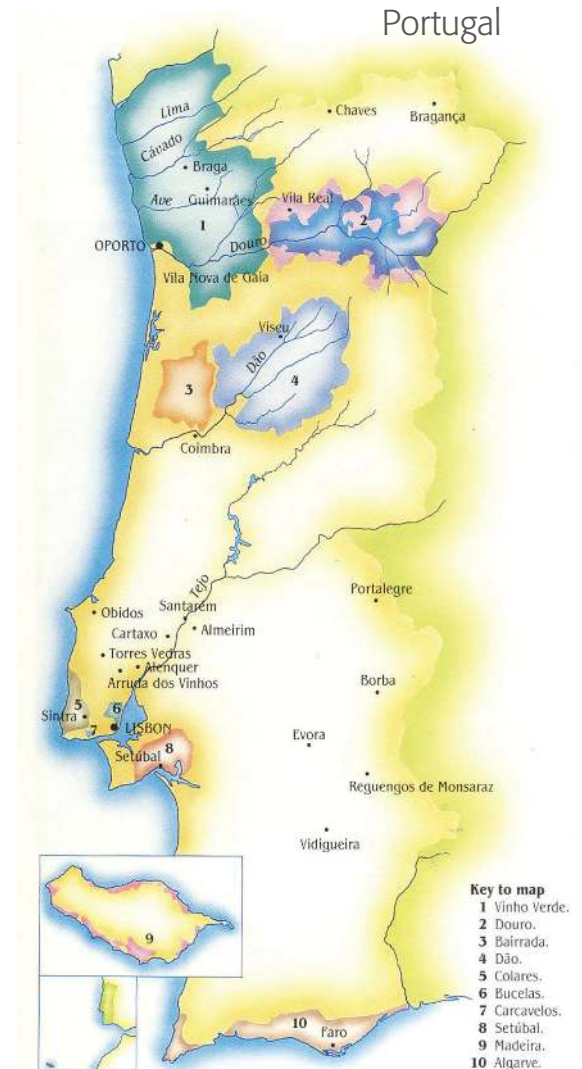 Portugal
Lima
Chaves
Bragança
Cávado
Braga
Ave
Guimarães
Vila Real
1
2
OPORTO
Douro
Vila Nova de Gaia
Viseu
Dão
3
4
Coimbra
Tejo
Portalegre
Santarém
Obidos
Cartaxo
Almeirim
Torres Vedras
Alenquer
Arruda dos Vinhos
Borba
5
6
Sintra
LISBON
7
Evora
8
Setúbal
Reguengos de Monsaraz
Vidigueira
9
Key to map
1 Vinho Verde.
2 Douro.
3 Bairrada.
4 Dão.
5 Colares.
6 Bucelas.
7 Carcavelos.
8 Setúbal.
9 Madeira.
10 Algarve.
10
Faro